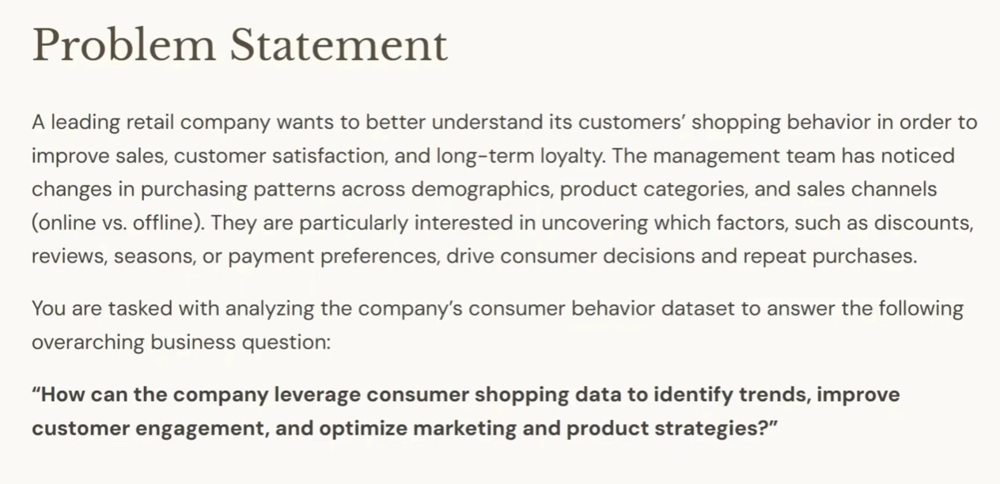 Problem Statement
A leading retail company wants to better understand its customers’ shopping behavior in order to
improve sales, customer satisfaction, and long-term loyalty. The management team has noticed
changes in purchasing patterns across demographics, product categories, and sales channels
(online vs. offline). They are particularly interested in uncovering which factors, such as discounts,
reviews, seasons, or payment preferences, drive consumer decisions and repeat purchases.
You are tasked with analyzing the company’s consumer behavior dataset to answer the following
overarching business question:
“How can the company leverage consumer shopping data to identify trends, improve
customer engagement, and optimize marketing and product strategies?”